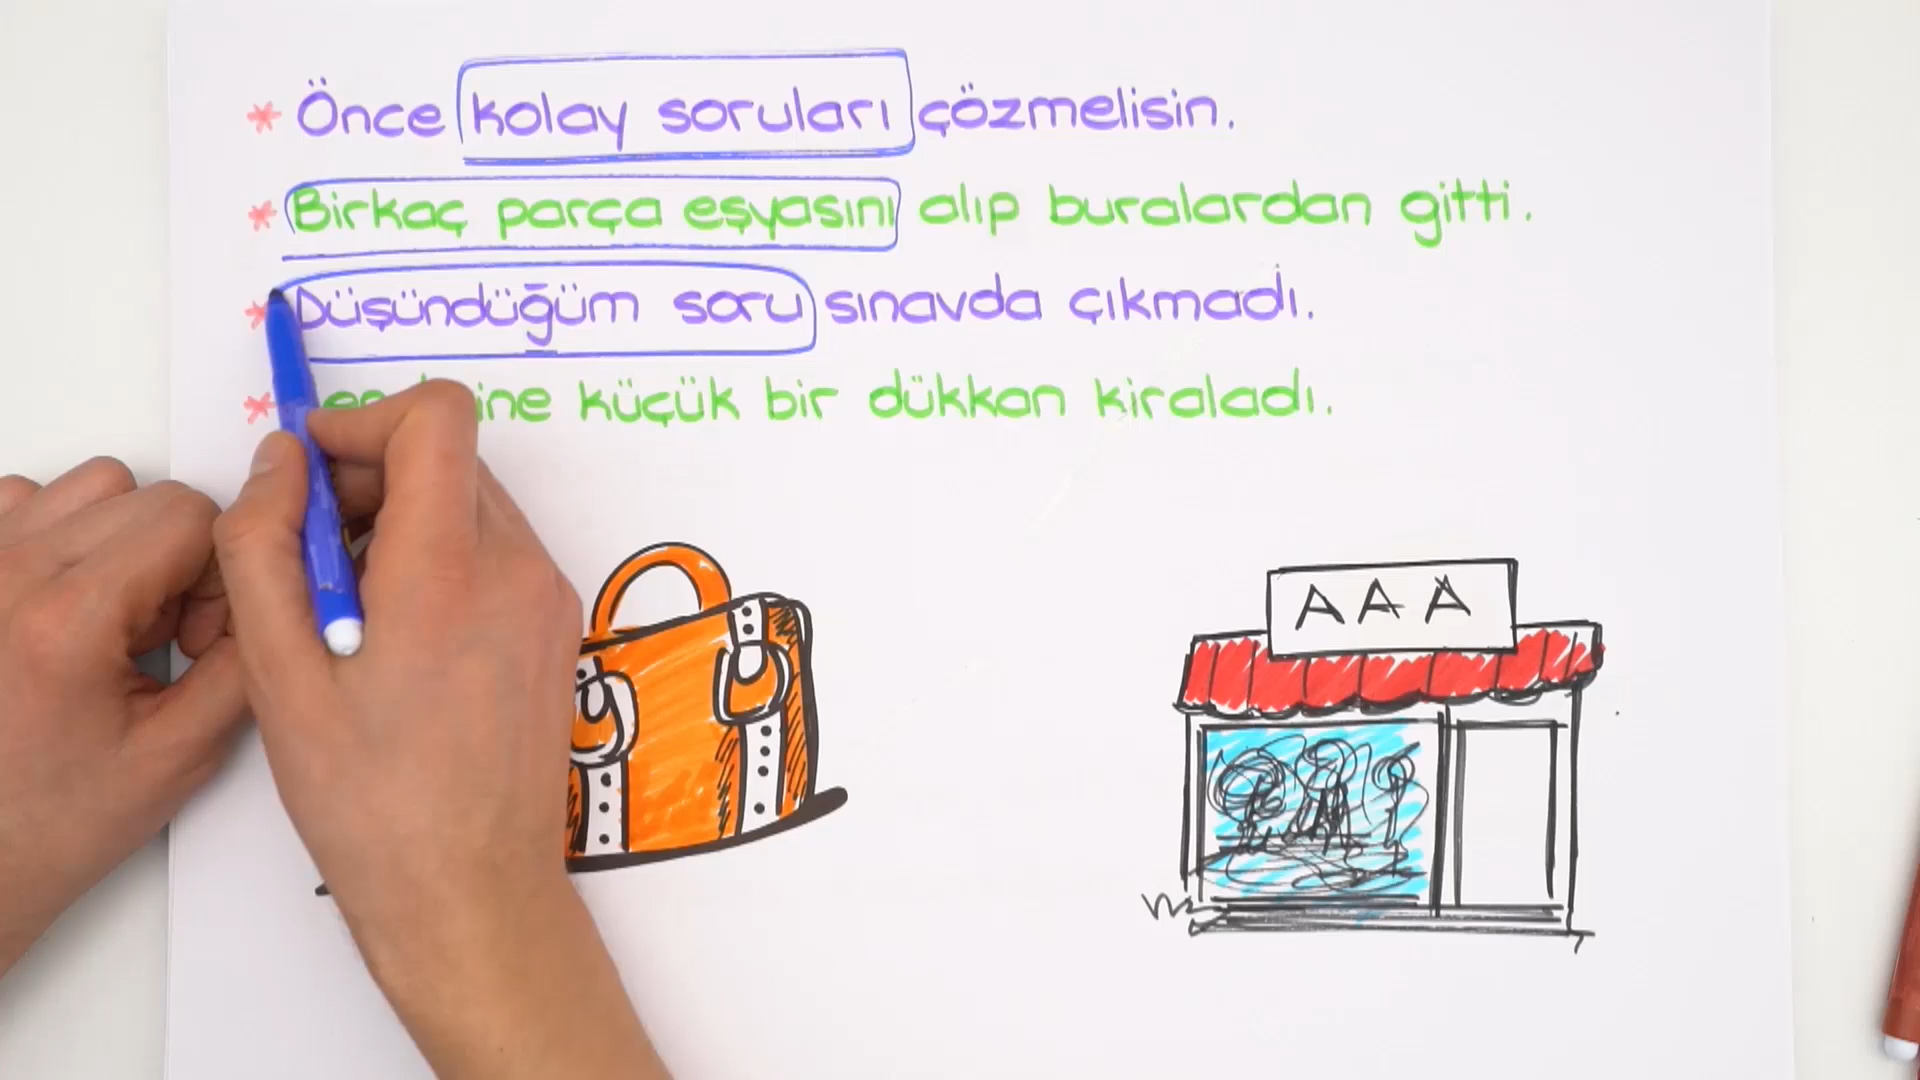 * Önce kolay soruları çözmelisin.
* Birkaç parça eşyasını alıp buralardan gitti.
* Düşündüğüm soru sınavda çıkmadı.
* küçük bir dükkan kiraladı.
AAA